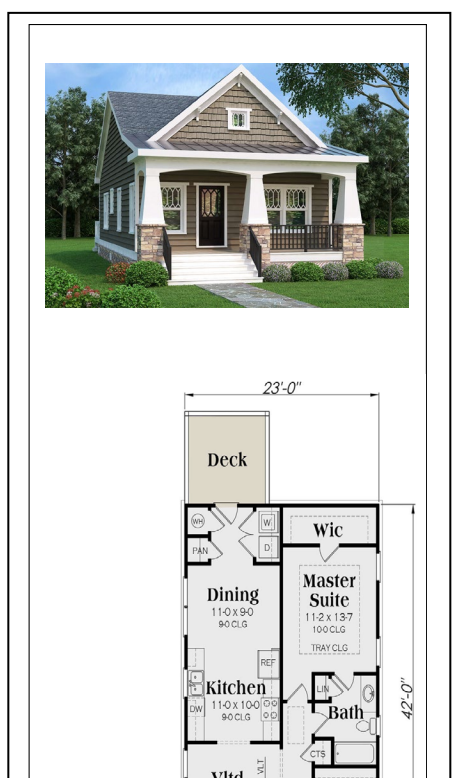 23'-0"
Deck
WH
W
Wic
PAN
D
Master
Suite
11-2 x 13-7
10-0 CLG
TRAY CLG
Dining
11-0 x 9-0
9-0 CLG
REF
Kitchen
11-0 x 10-0
9-0 CLG
DW
LIN
Bath
42'-0"
CTS
VLT
Vltd